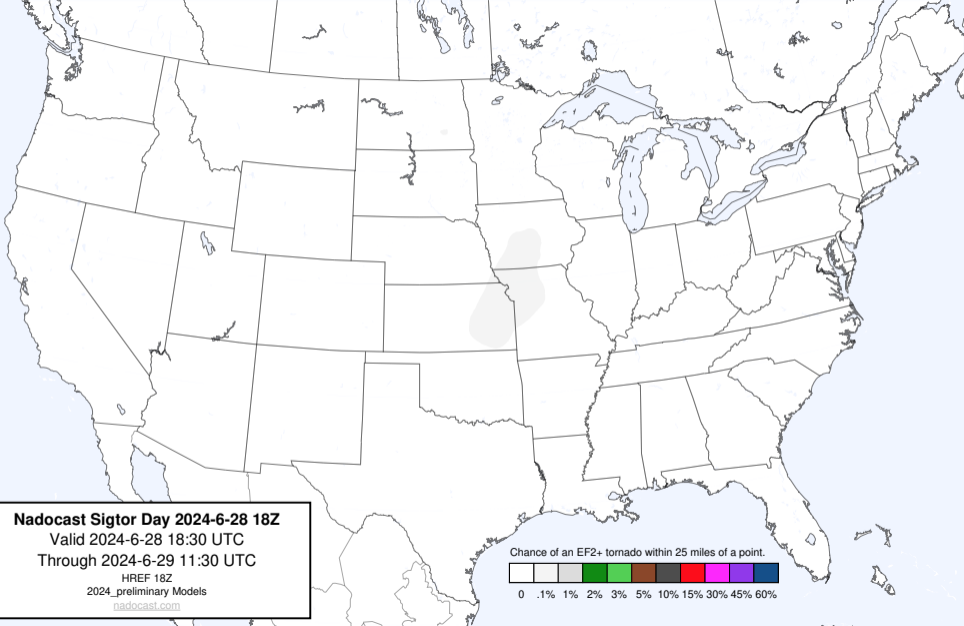 Nadocast Sigtor Day 2024-6-28 18Z
Valid 2024-6-28 18:30 UTC
Through 2024-6-29 11:30 UTC
HREF 18Z
2024_preliminary Models
nadocast.com
Chance of an EF2+ tornado within 25 miles of a point.
0 .1% 1% 2% 3% 5% 10% 15% 30% 45% 60%